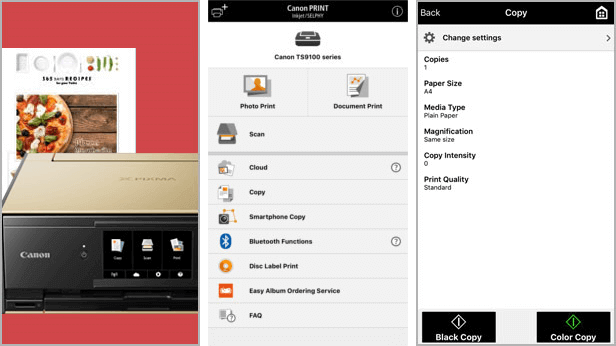 365 DAYS RECIPES
PIXMA
Canon
Copy
Scan
Print
Canon PRINT
Inkjet /SELPHY
Canon TS9100 series
Photo Print
Document Print
Scan
Cloud
Copy
Smartphone Copy
Bluetooth Functions
Disc Label Print
Easy Album Ordering Service
FAQ
Back
Copy
Change settings
Copies
1
Paper Size
A4
Media Type
Plain Paper
Magnification
Same size
Copy Intensity
0
Print Quality
Standard
Black Copy
Color Copy